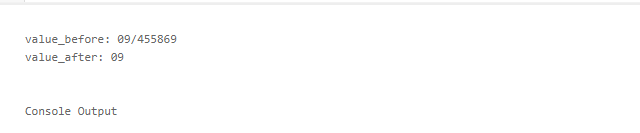 value_before: 09/455869
value_after: 09
Console Output